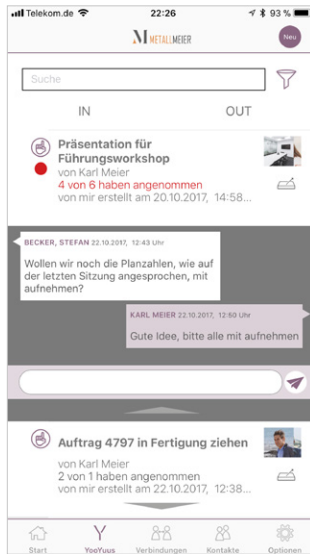 Telekom.de 22:26 93 %
METALLMEIER
Neu
Suche
IN OUT
Präsentation für
Führungsworkshop
von Karl Meier
4 von 6 haben angenommen
von mir erstellt am 20.10.2017, 14:58...
BECKER, STEFAN 22.10.2017, 12:43 Uhr
Wollen wir noch die Planzahlen, wie auf
der letzten Sitzung angesprochen, mit
aufnehmen?
KARL MEIER 22.10.2017, 12:50 Uhr
Gute Idee, bitte alle mit aufnehmen
Auftrag 4797 in Fertigung ziehen
von Karl Meier
2 von 1 haben angenommen
von mir erstellt am 22.10.2017, 12:38...
Start YooYuus Verbindungen Kontakte Optionen